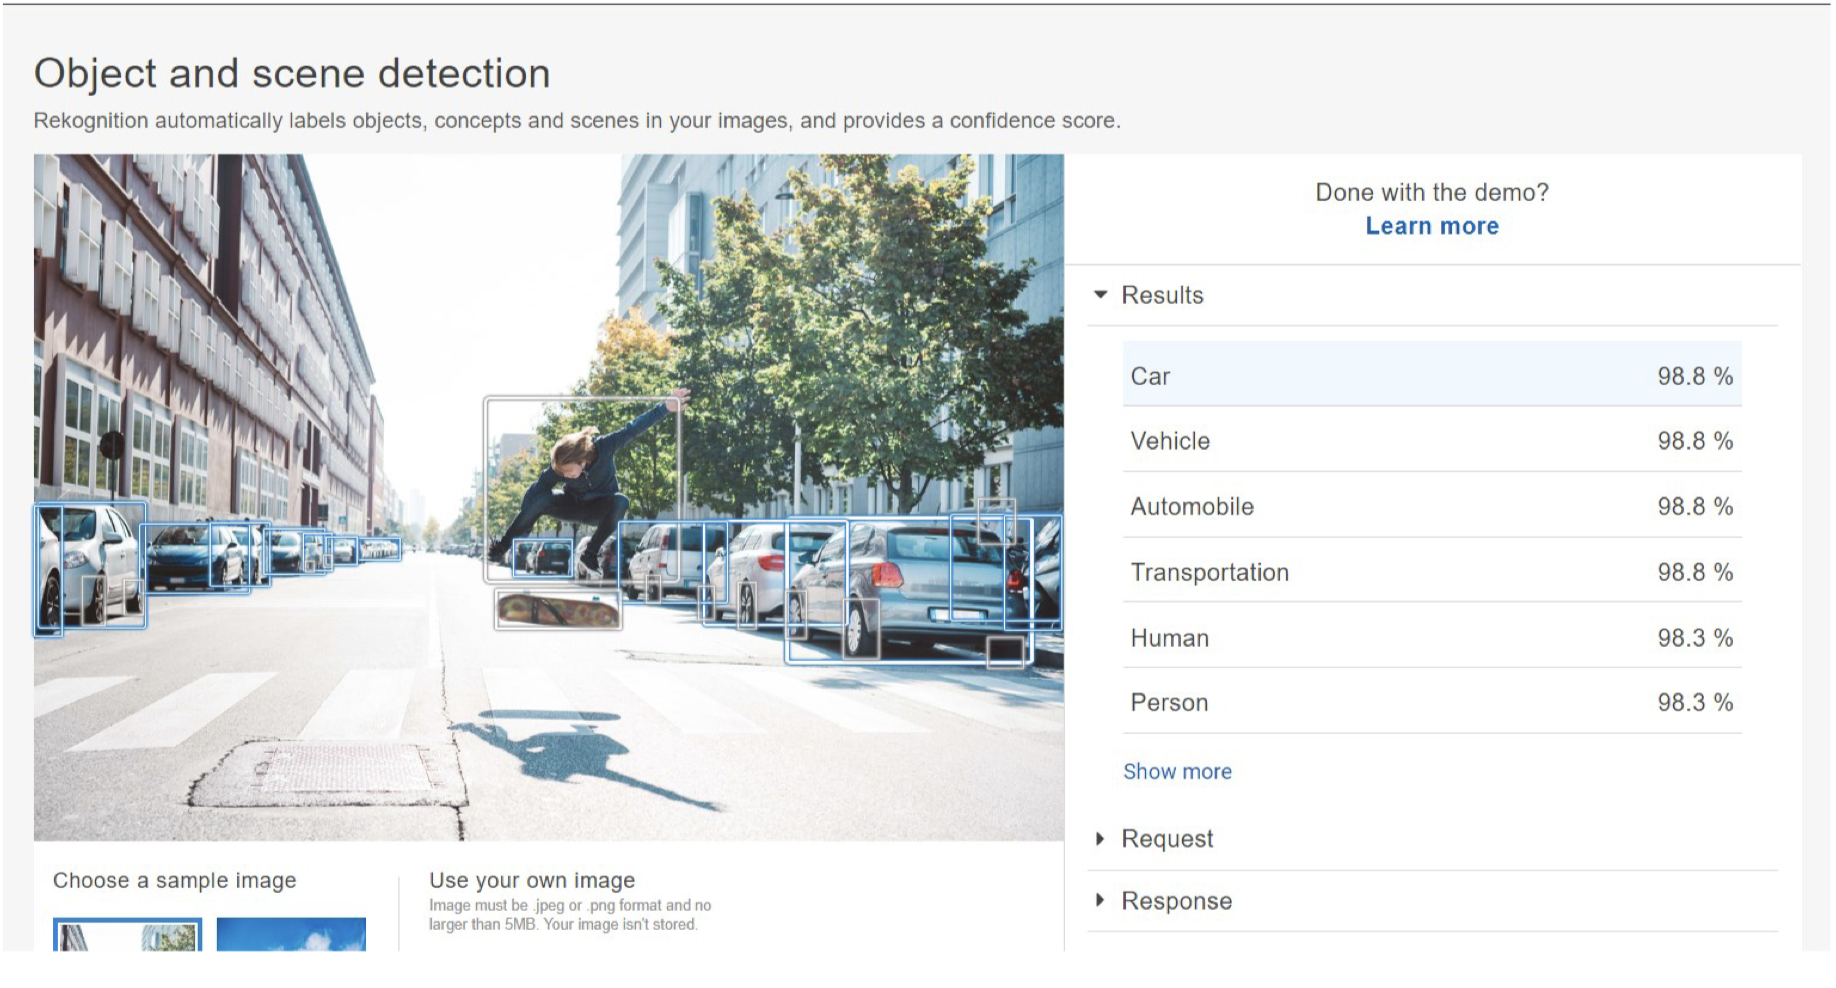 Object and scene detection
Rekognition automatically labels objects, concepts and scenes in your images, and provides a confidence score.
Done with the demo?
Learn more
Results
Car 98.8 %
Vehicle 98.8 %
Automobile 98.8 %
Transportation 98.8 %
Human 98.3 %
Person 98.3 %
Show more
Request
Response
Choose a sample image
Use your own image
Image must be .jpeg or .png format and no
larger than 5MB. Your image isn't stored.